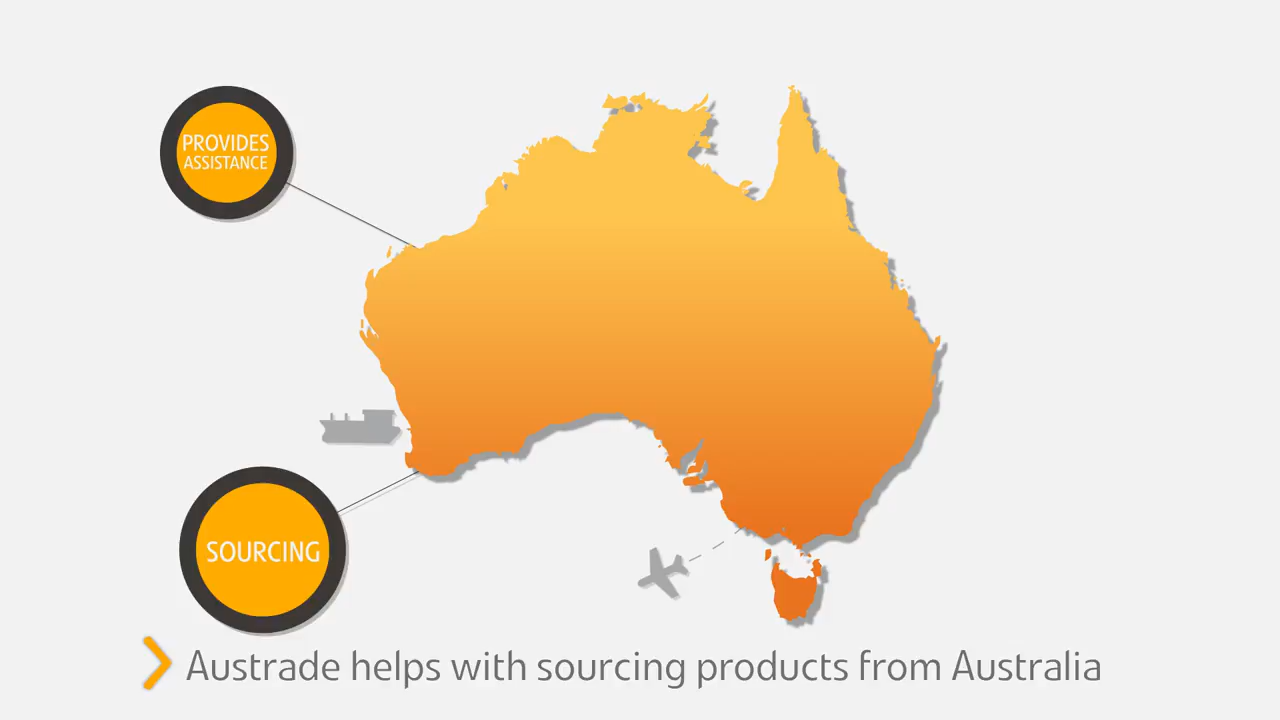 PROVIDES
ASSISTANCE
SOURCING
Austrade helps with sourcing products from Australia